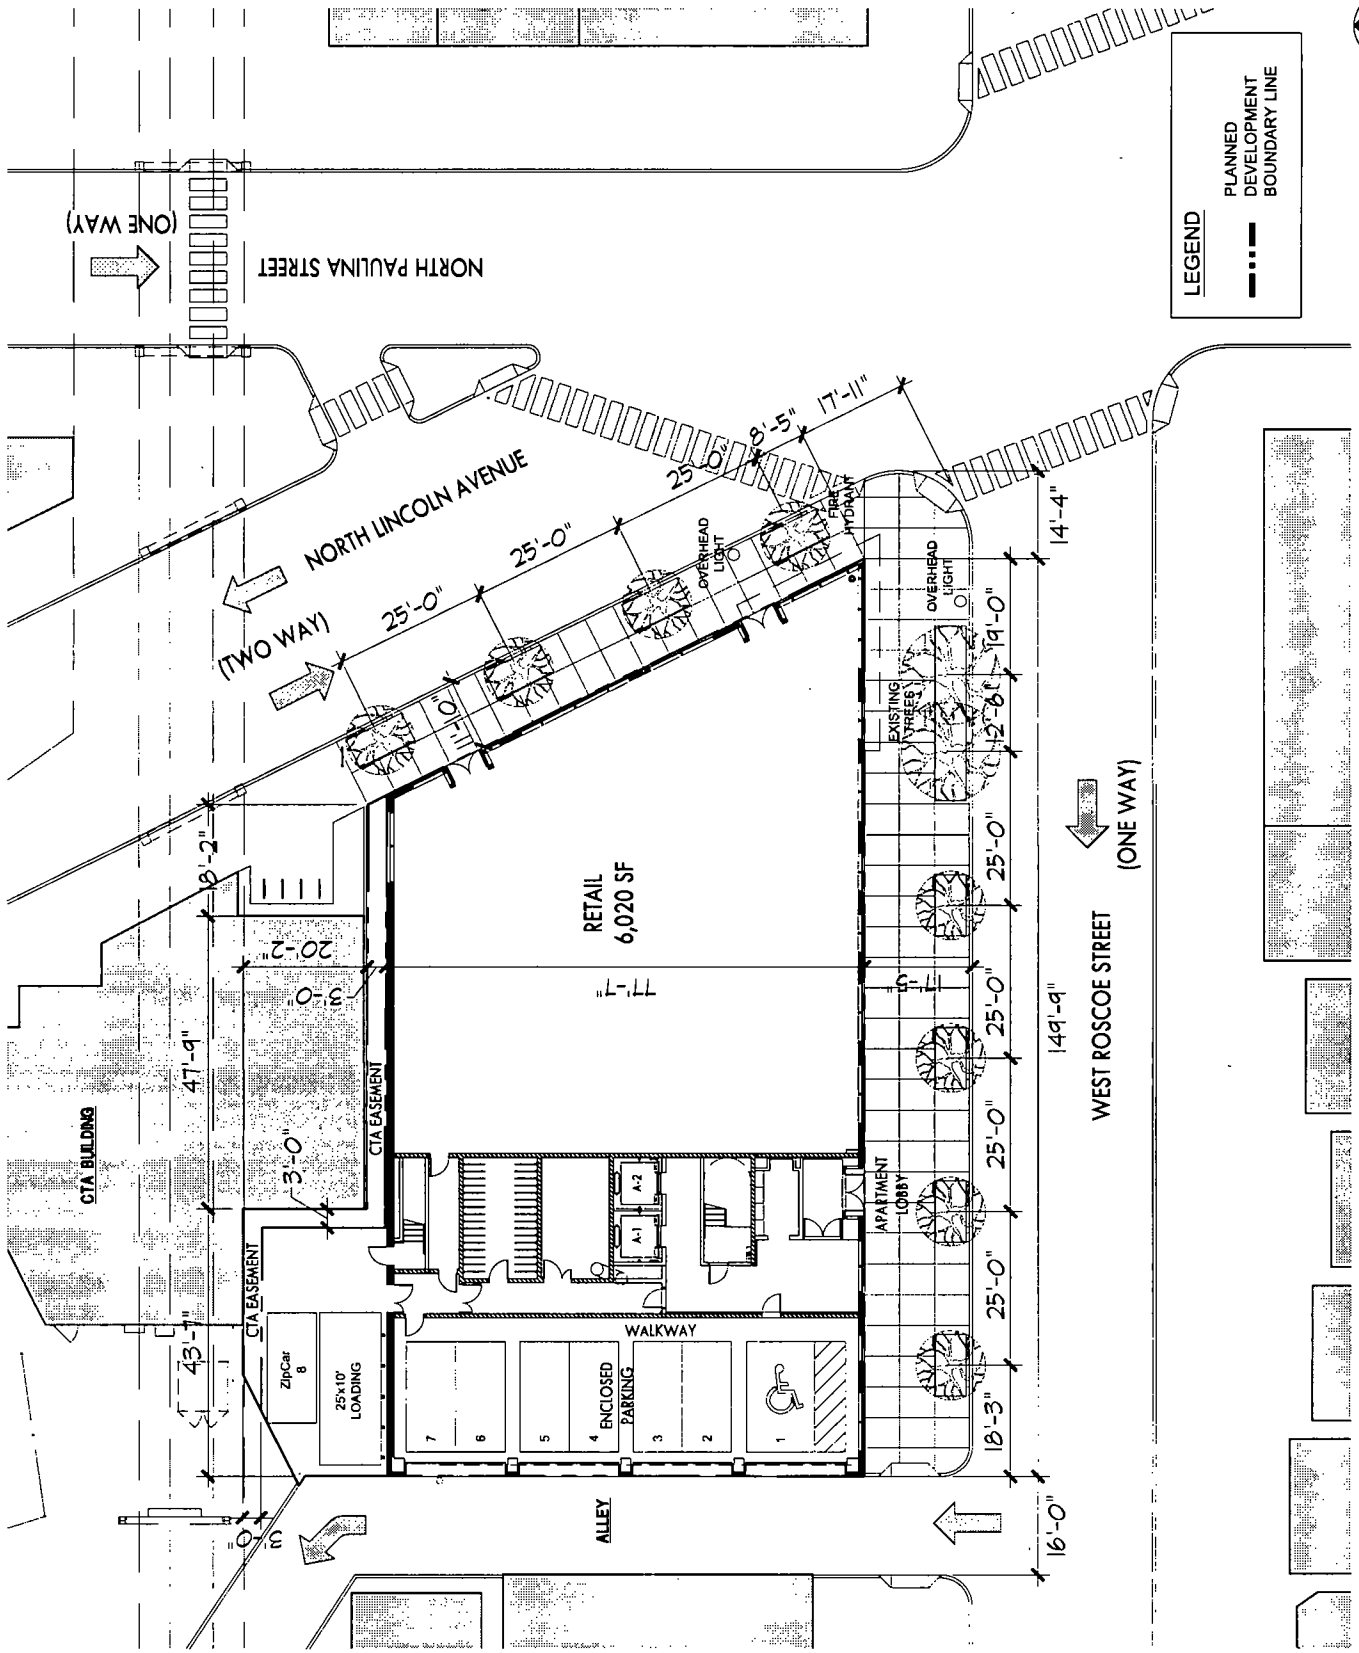 (ONE WAY)
NORTH PAULINA STREET
LEGEND
PLANNED
DEVELOPMENT
BOUNDARY LINE
NORTH LINCOLN AVENUE
(TWO WAY)
25'-0"
25'-0"
25'-0"
8'-5"
17'-11"
11'-0"
OVERHEAD
LIGHT
FIRE
HYDRANT
14'-4"
OVERHEAD
LIGHT
EXISTING
TREES
19'-0"
12'-6"
25'-0"
25'-0"
25'-0"
25'-0"
18'-3"
149'-9"
16'-0"
17'-5"
WEST ROSCOE STREET
(ONE WAY)
RETAIL
6,020 SF
77'-7"
18'-2"
20'-2"
3'-0"
47'-9"
3'-0"
43'-7"
3'-0"
CTA BUILDING
CTA EASEMENT
CTA EASEMENT
A-2
A-1
APARTMENT
LOBBY
WALKWAY
ZipCar
8
25'x10'
LOADING
ENCLOSED
PARKING
7
6
5
4
3
2
1
ALLEY